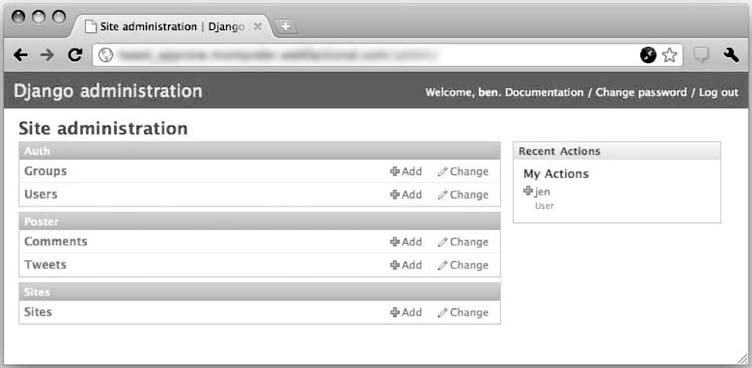 Site administration | Django
Django administration
Welcome, ben. Documentation / Change password / Log out
Site administration
Auth
Groups Add Change
Users Add Change
Poster
Comments Add Change
Tweets Add Change
Sites
Sites Add Change
Recent Actions
My Actions
jen
User